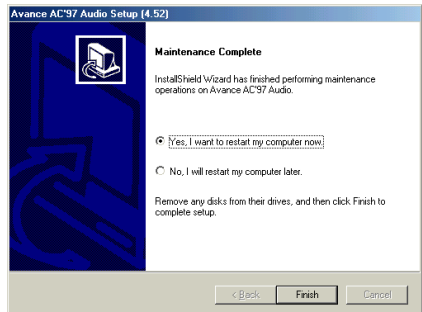 Avance AC'97 Audio Setup (4.52)
Maintenance Complete
InstallShield Wizard has finished performing maintenance
operations on Avance AC'97 Audio.
Yes, I want to restart my computer now.
No, I will restart my computer later.
Remove any disks from their drives, and then click Finish to
complete setup.
< Back
Finish
Cancel